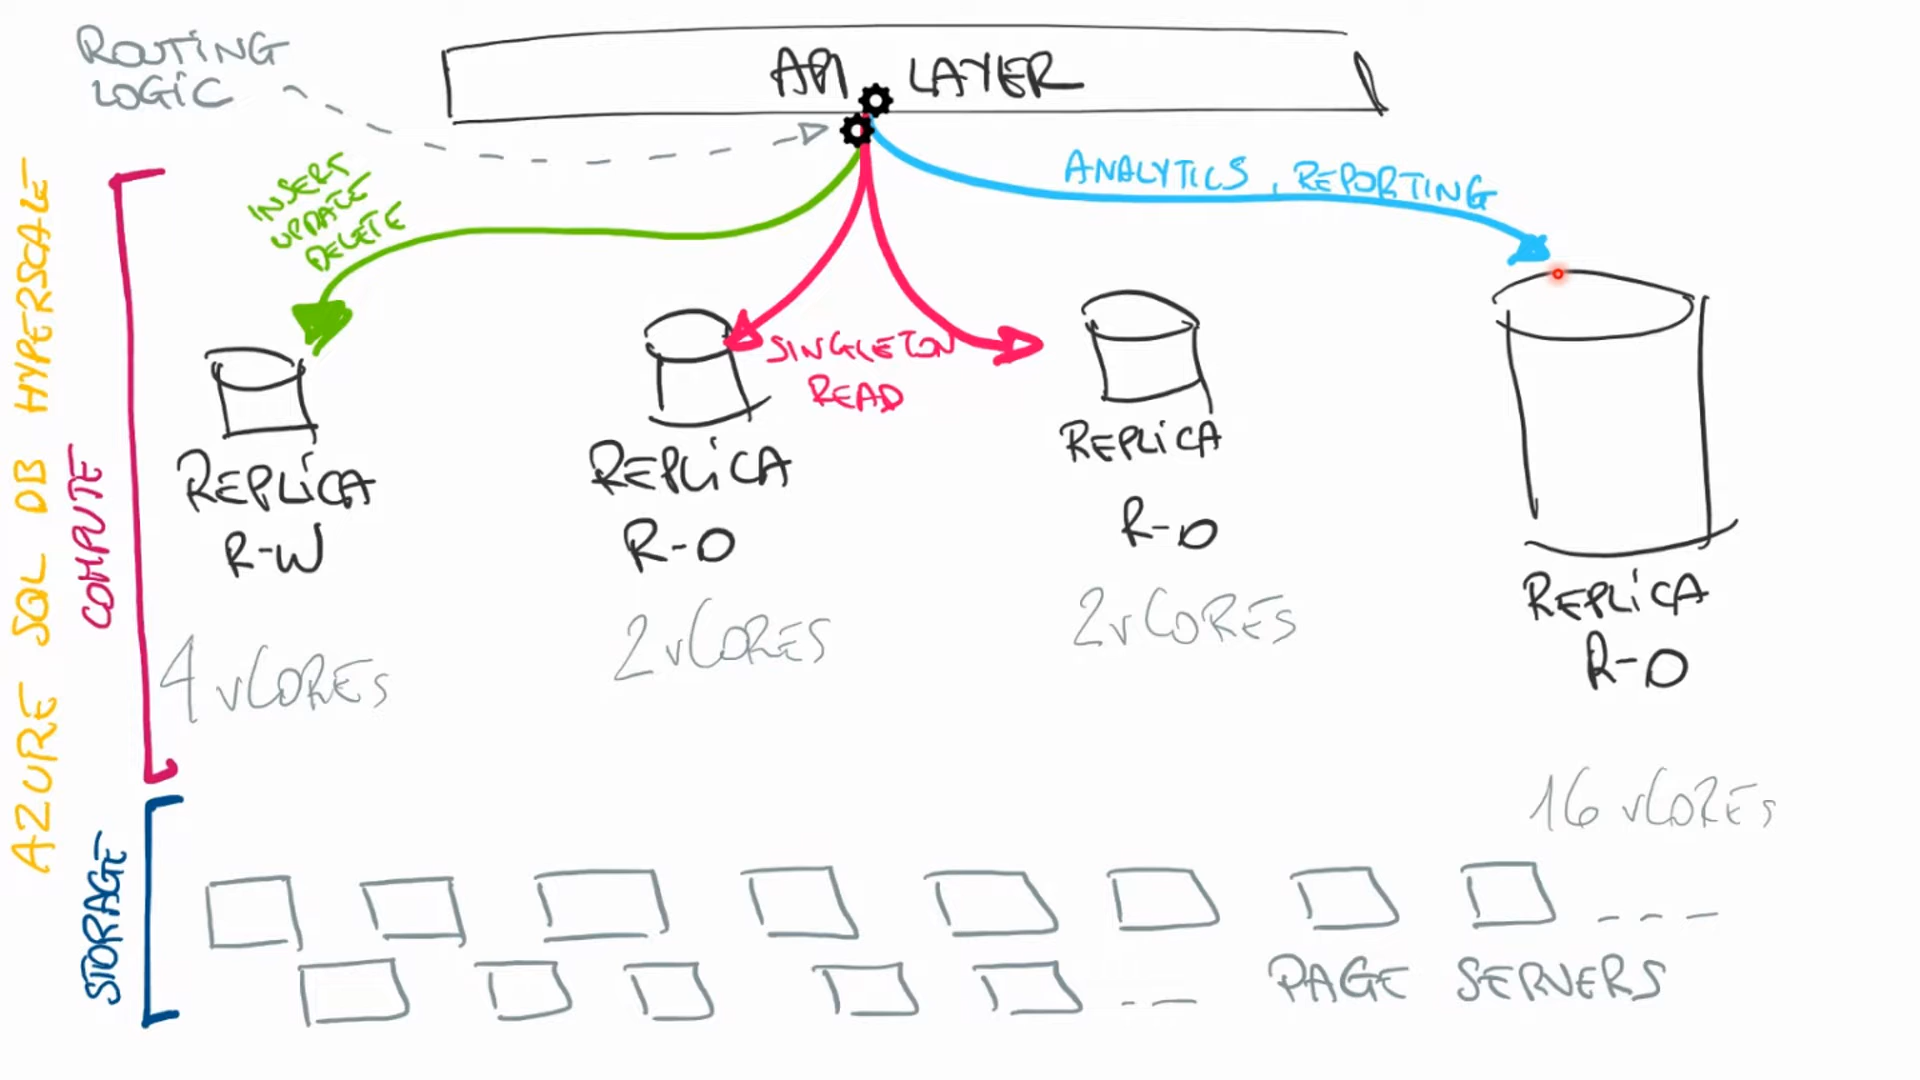 ROUTING
LOGIC
API LAYER
INSERT
UPDATE
DELETE
ANALYTICS, REPORTING
SINGLETON
READ
AZURE SQL DB HYPERSCALE
COMPUTE
REPLICA
R-W
4 vCORES
REPLICA
R-O
2 vCORES
REPLICA
R-O
2 vCORES
REPLICA
R-O
16 vCORES
STORAGE
PAGE SERVERS